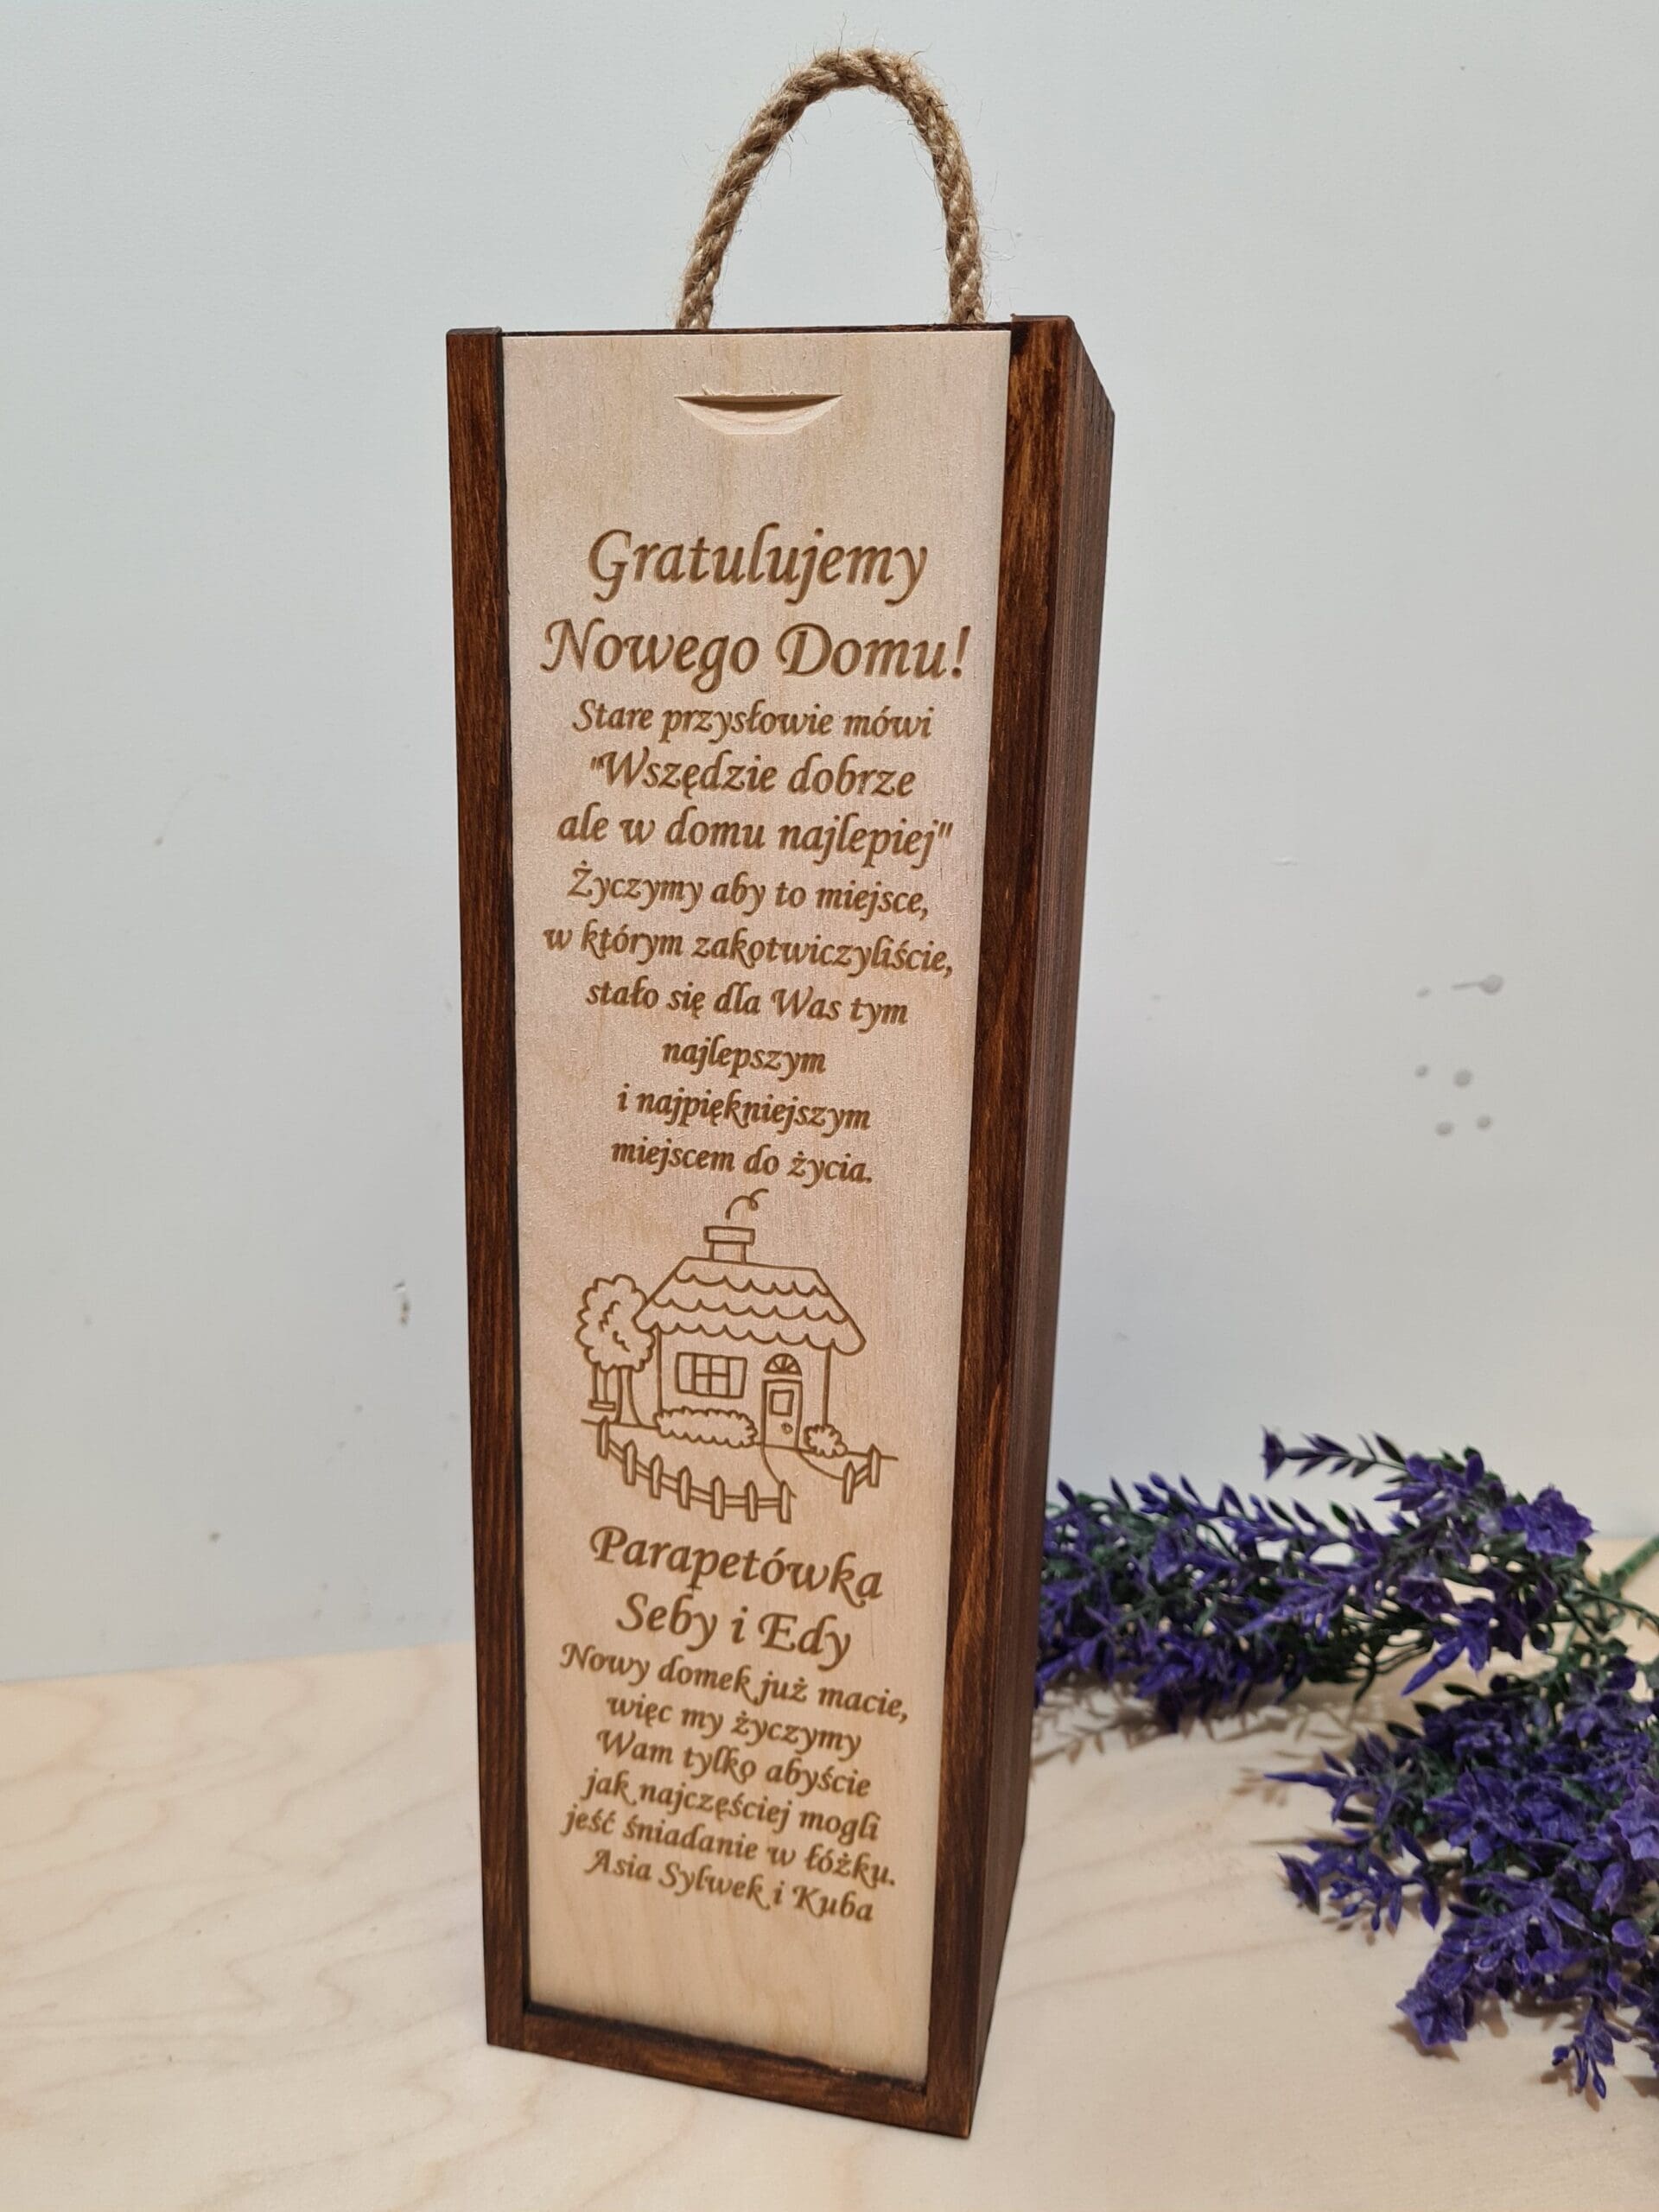 Gratulujemy
Nowego Domu!
Stare przysłowie mówi
"Wszędzie dobrze
ale w domu najlepiej"
Życzymy aby to miejsce,
w którym zakotwiczyliście,
stało się dla Was tym
najlepszym
i najpiękniejszym
miejscem do życia.
Parapetówka
Seby i Edy
Nowy domek już macie,
więc my życzymy
Wam tylko abyście
jak najczęściej mogli
jeść śniadanie w łóżku.
Asia Sylwek i Kuba